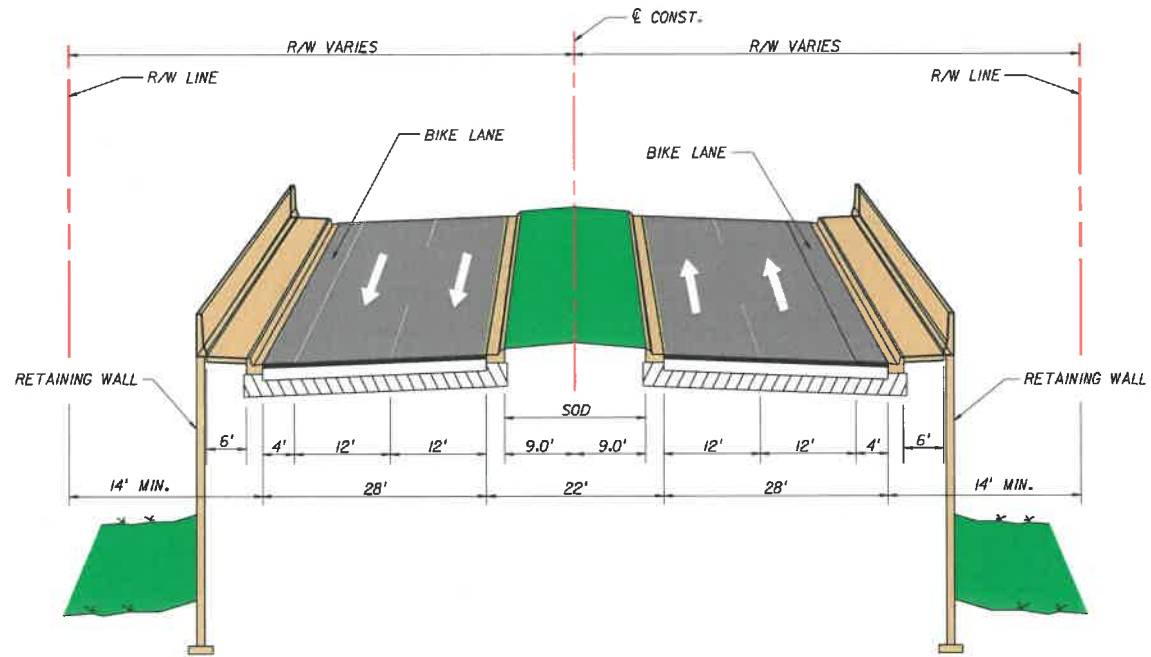 ℄ CONST.
R/W VARIES
R/W VARIES
R/W LINE
R/W LINE
BIKE LANE
BIKE LANE
RETAINING WALL
RETAINING WALL
SOD
6'
4'
12'
12'
9.0'
9.0'
12'
12'
4'
6'
14' MIN.
28'
22'
28'
14' MIN.